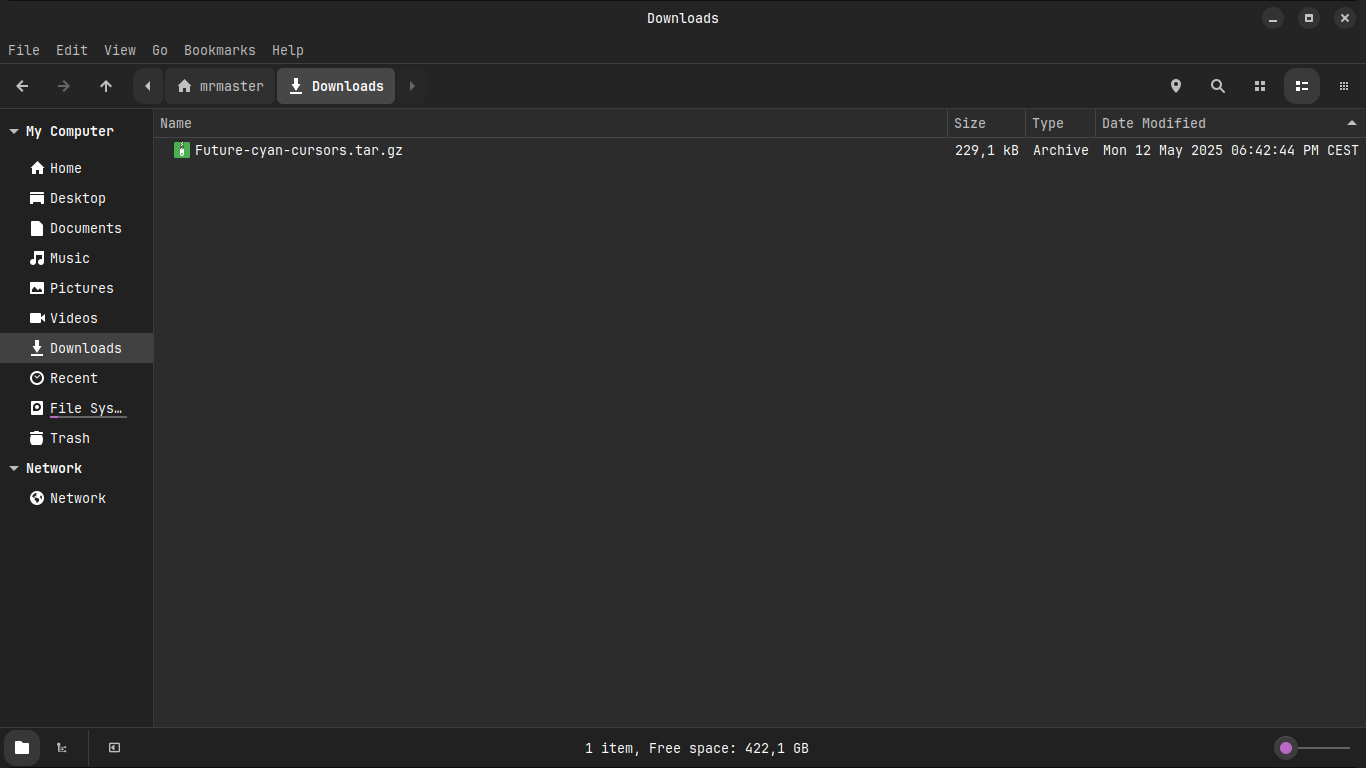 Downloads
File Edit View Go Bookmarks Help
mrmaster Downloads
My Computer
Home
Desktop
Documents
Music
Pictures
Videos
Downloads
Recent
File Sys…
Trash
Network
Network
Name Size Type Date Modified
Future-cyan-cursors.tar.gz 229,1 kB Archive Mon 12 May 2025 06:42:44 PM CEST
1 item, Free space: 422,1 GB